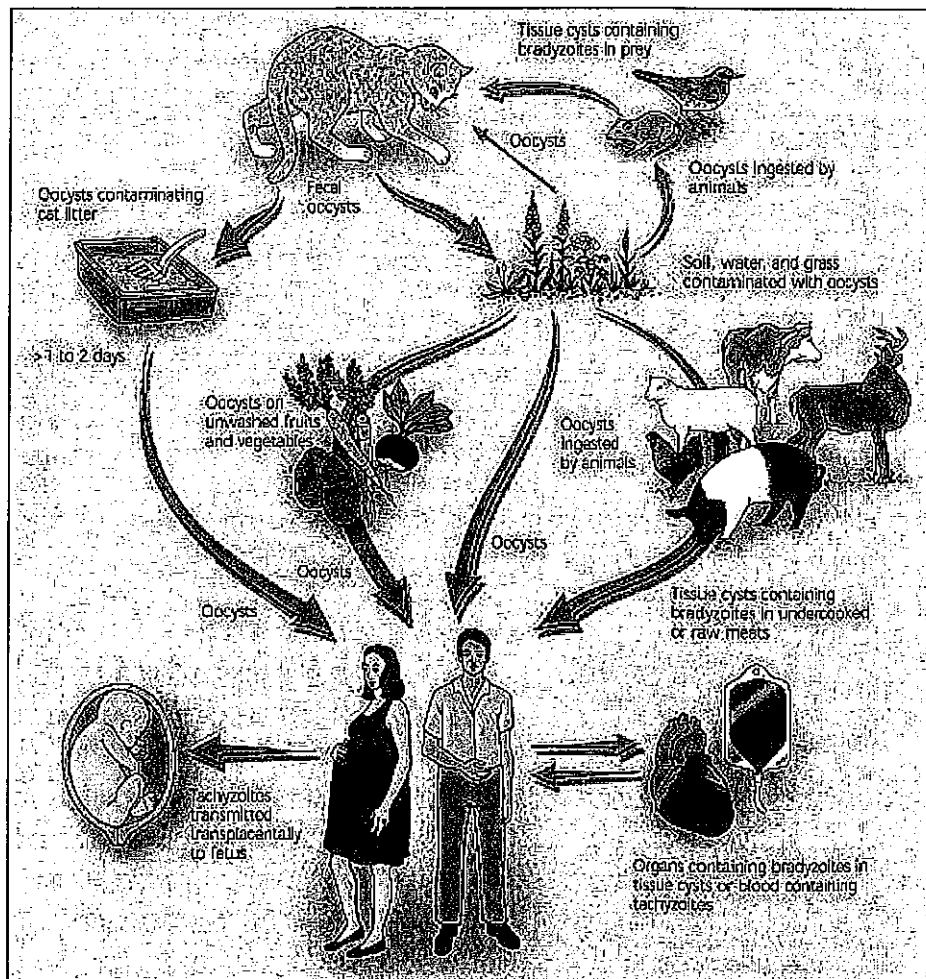 Tissue cysts containing
bradyzoites in prey
Oocysts
Oocysts ingested by
animals
Oocysts contaminating
cat litter
Fecal
oocysts
Soil, water, and grass
contaminated with oocysts
>1 to 2 days
Oocysts on
unwashed fruits
and vegetables
Oocysts
ingested
by animals
Oocysts
Oocysts
Oocysts
Tissue cysts containing
bradyzoites in undercooked
or raw meats
Tachyzoites
transmitted
transplacentally
to fetus
Organs containing bradyzoites in
tissue cysts or blood containing
tachyzoites